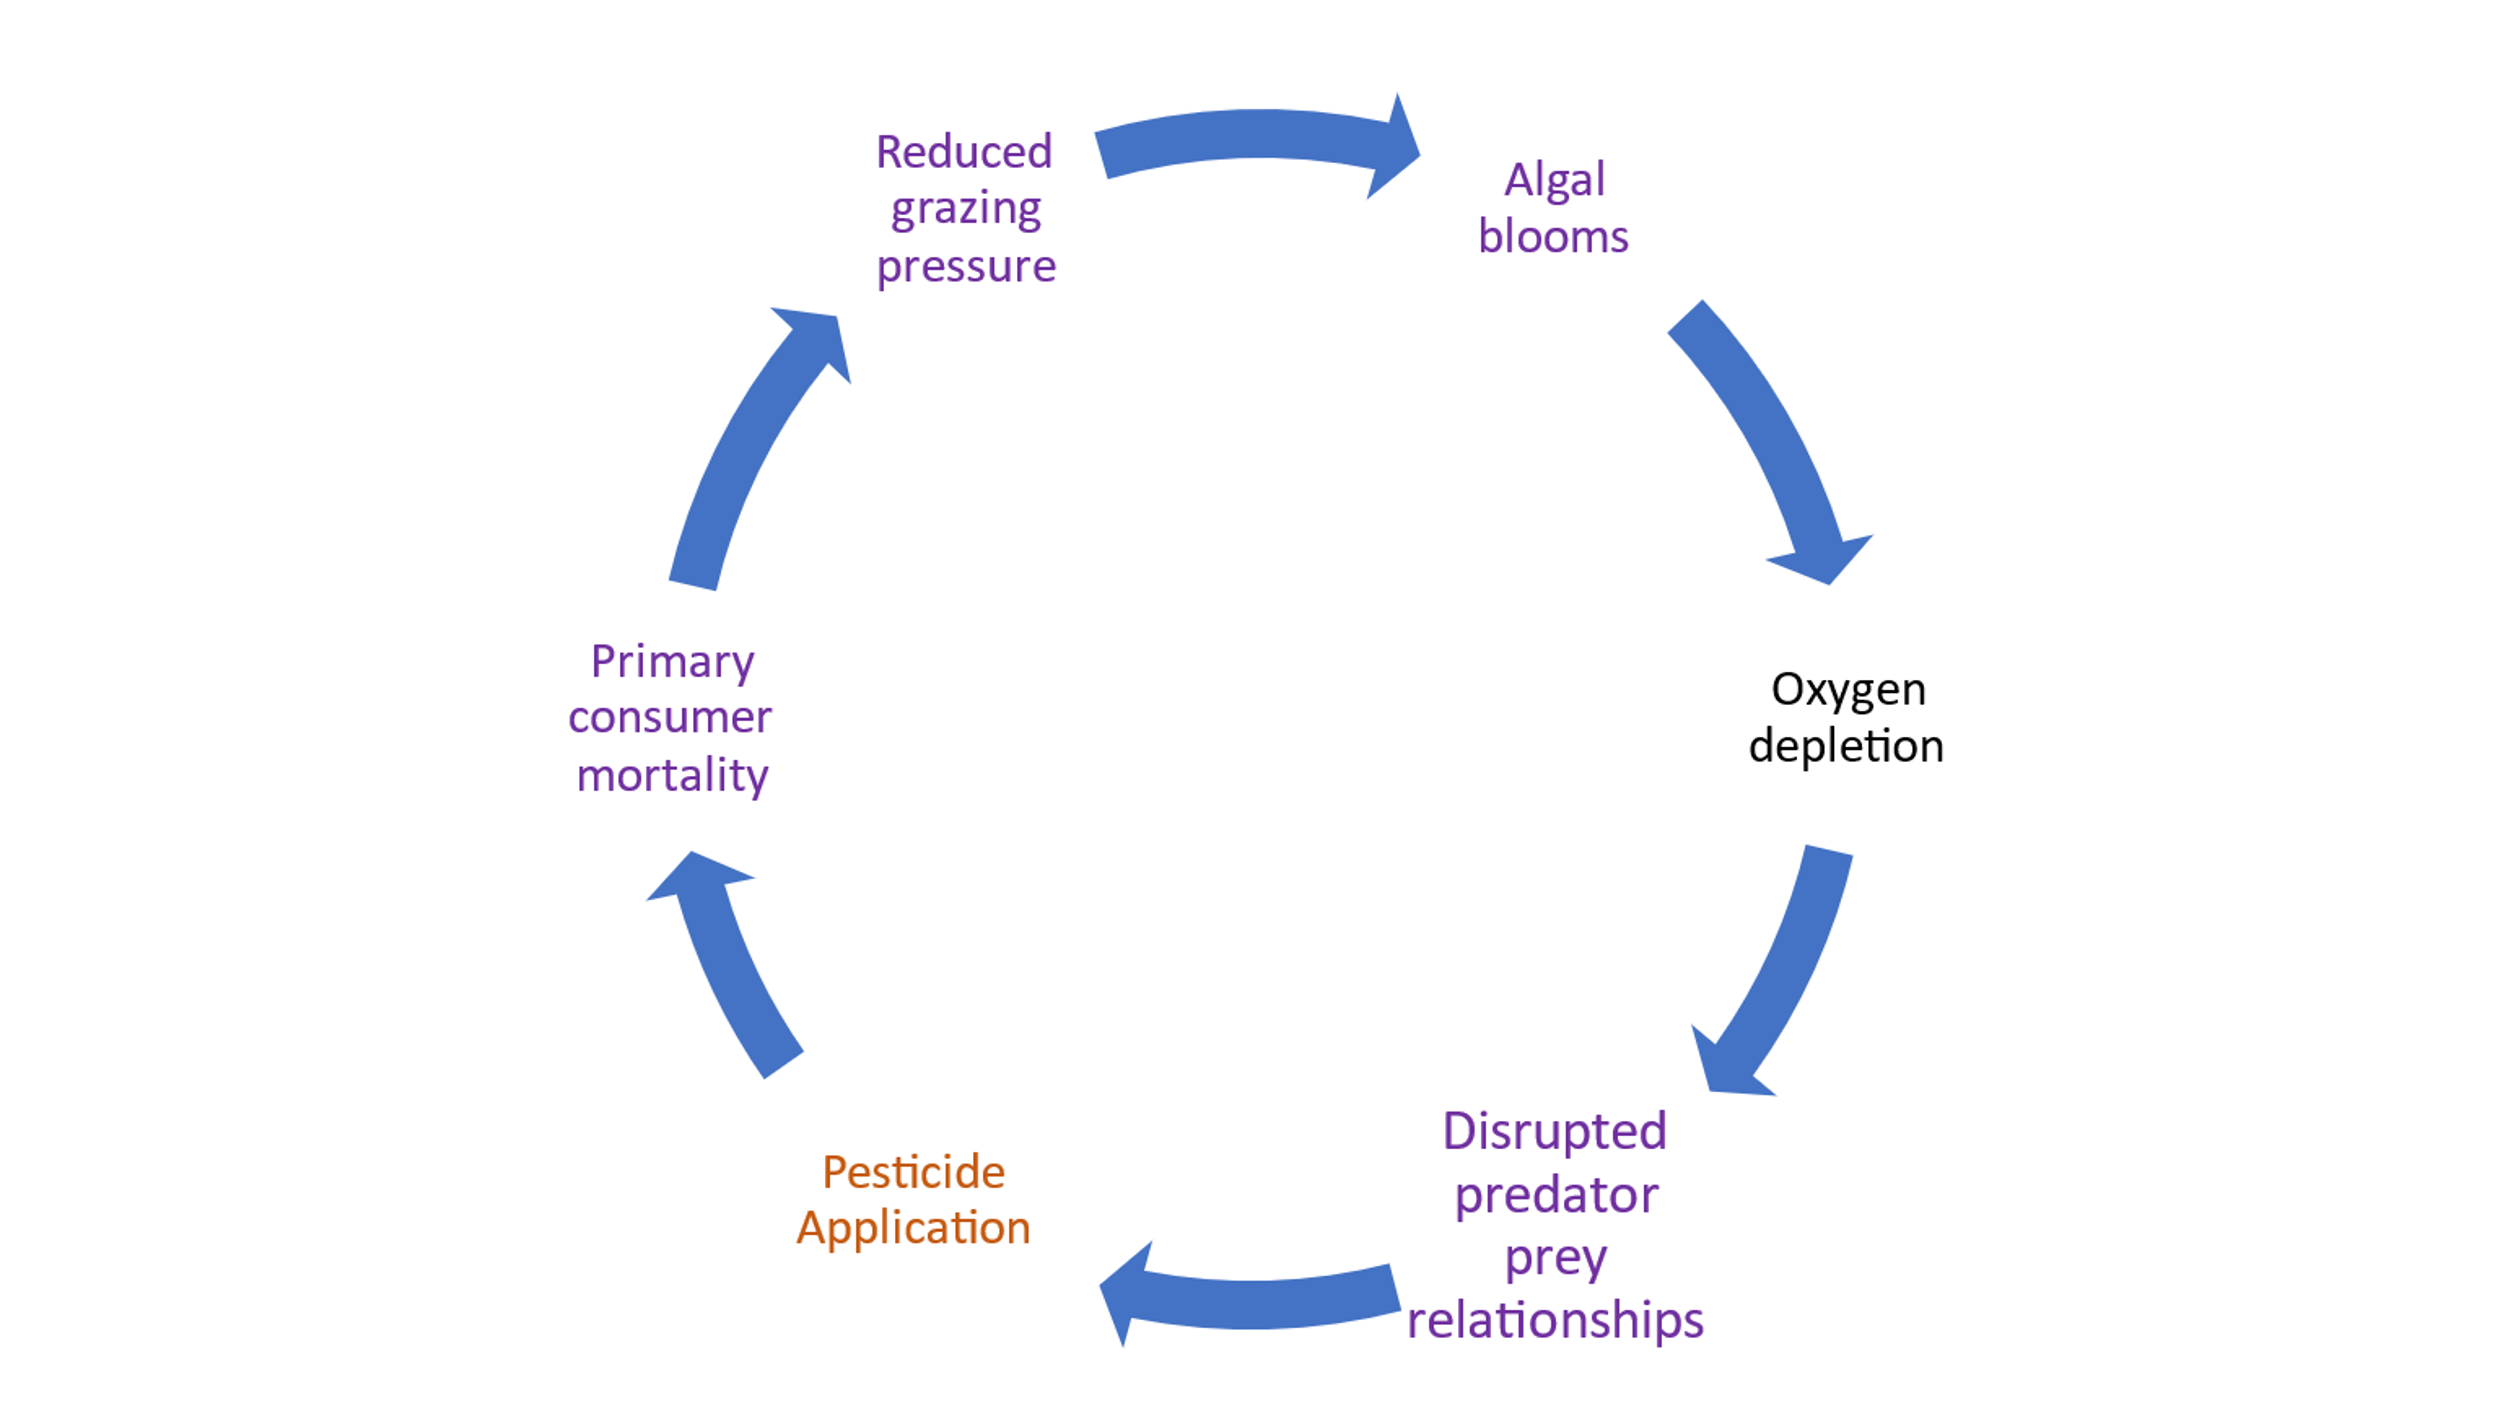 Reduced
grazing
pressure
Algal
blooms
Oxygen
depletion
Disrupted
predator
prey
relationships
Pesticide
Application
Primary
consumer
mortality